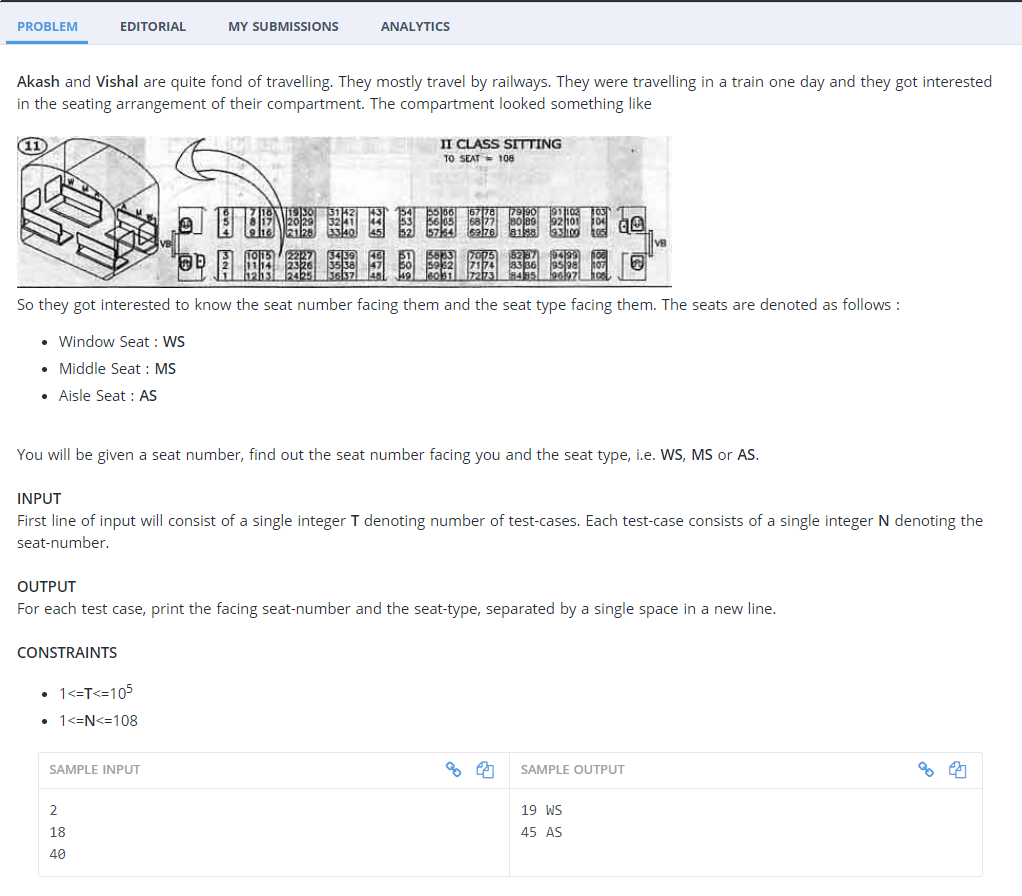 PROBLEM EDITORIAL MY SUBMISSIONS ANALYTICS
Akash and Vishal are quite fond of travelling. They mostly travel by railways. They were travelling in a train one day and they got interested
in the seating arrangement of their compartment. The compartment looked something like
11
II CLASS SITTING
TO SEAT = 108
W M A
A M W
6 7 18 19 30 31 42 43 54 55 66 67 78 79 90 91 102 103
5 8 17 20 29 32 41 44 53 56 65 68 77 80 89 92 101 104
4 9 16 21 28 33 40 45 52 57 64 69 76 81 88 93 100 105
VB VB
3 10 15 22 27 34 39 46 51 58 63 70 75 82 87 94 99 106
2 11 14 23 26 35 38 47 50 59 62 71 74 83 86 95 98 107
1 12 13 24 25 36 37 48 49 60 61 72 73 84 85 96 97 108
So they got interested to know the seat number facing them and the seat type facing them. The seats are denoted as follows :
• Window Seat : WS
• Middle Seat : MS
• Aisle Seat : AS
You will be given a seat number, find out the seat number facing you and the seat type, i.e. WS, MS or AS.
INPUT
First line of input will consist of a single integer T denoting number of test-cases. Each test-case consists of a single integer N denoting the
seat-number.
OUTPUT
For each test case, print the facing seat-number and the seat-type, separated by a single space in a new line.
CONSTRAINTS
• 1<=T<=10⁵
• 1<=N<=108
SAMPLE INPUT
2
18
40
SAMPLE OUTPUT
19 WS
45 AS